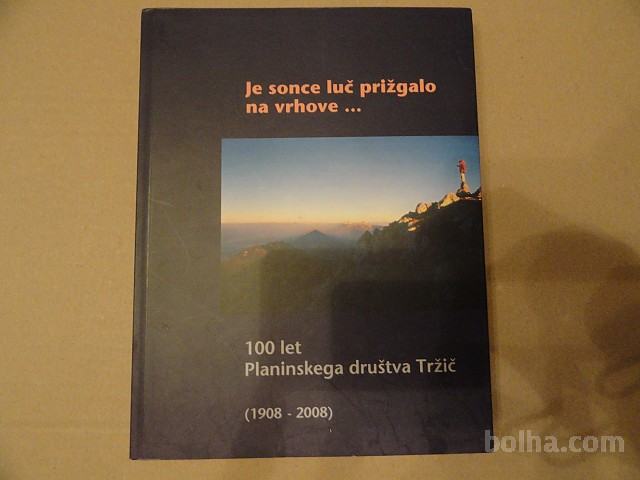 Je sonce luč prižgalo
na vrhove ...
100 let
Planinskega društva Tržič
(1908 - 2008)
bolha.com